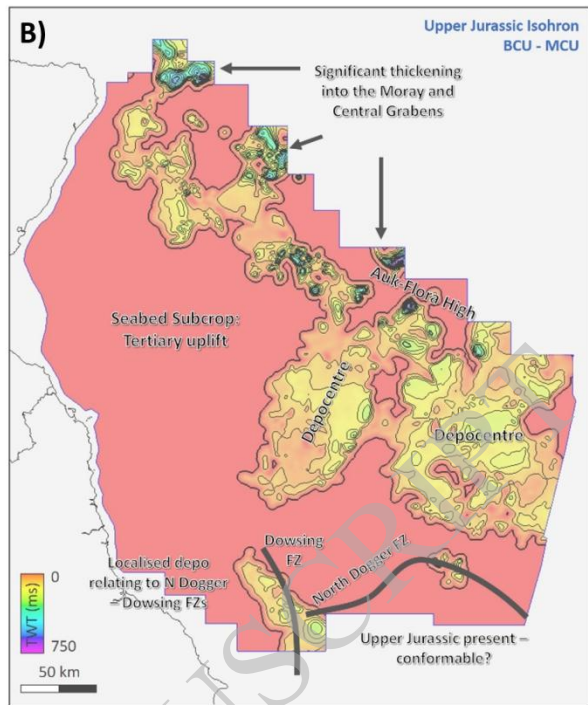 B)
Upper Jurassic Isohron
BCU - MCU
Significant thickening
into the Moray and
Central Grabens
Auk-Flora High
Seabed Subcrop:
Tertiary uplift
Depocentre
Depocentre
Dowsing
FZ
North Dogger FZ
Localised depo
relating to N Dogger
– Dowsing FZs
0
TWT (ms)
750
50 km
Upper Jurassic present –
conformable?
USCRIPT